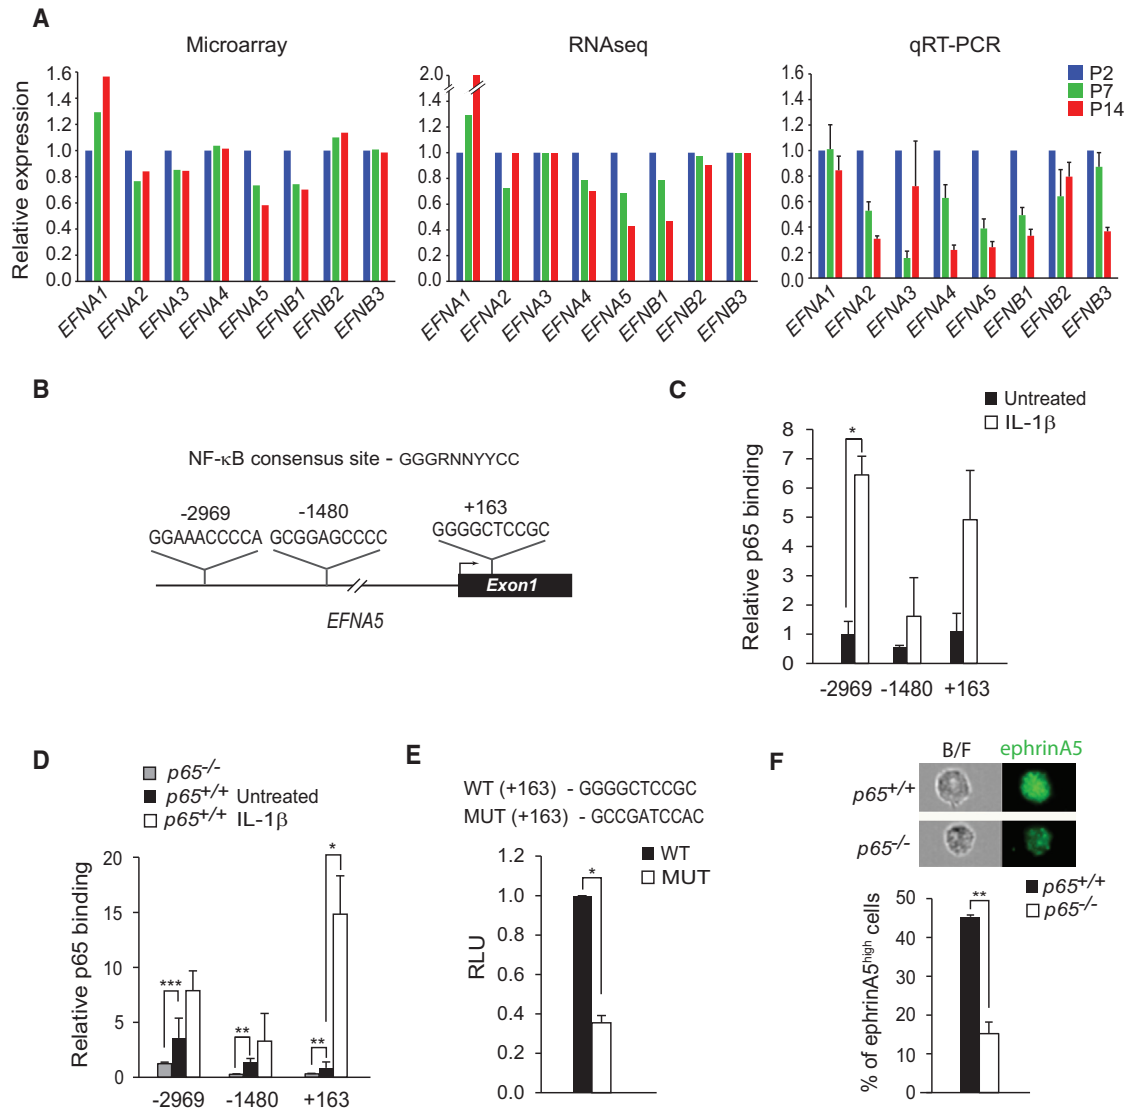 A
Microarray
RNAseq
qRT-PCR
P2
P7
P14
Relative expression
1.6
1.4
1.2
1.0
0.8
0.6
0.4
0.2
0.0
EFNA1
EFNA2
EFNA3
EFNA4
EFNA5
EFNB1
EFNB2
EFNB3
2.0
1.4
1.2
1.0
0.8
0.6
0.4
0.2
0.0
EFNA1
EFNA2
EFNA3
EFNA4
EFNA5
EFNB1
EFNB2
EFNB3
1.6
1.4
1.2
1.0
0.8
0.6
0.4
0.2
0.0
EFNA1
EFNA2
EFNA3
EFNA4
EFNA5
EFNB1
EFNB2
EFNB3
B
NF-κB consensus site - GGGRNNYYCC
-2969
GGAAACCCCA
-1480
GCGGAGCCCC
+163
GGGGCTCCGC
Exon1
EFNA5
C
Untreated
IL-1β
Relative p65 binding
8
7
6
5
4
3
2
1
0
*
-2969 -1480 +163
D
p65-/-
p65+/+ Untreated
p65+/+ IL-1β
Relative p65 binding
20
15
10
5
0
***
**
**
*
-2969 -1480 +163
E
WT (+163) - GGGGCTCCGC
MUT (+163) - GCCGATCCAC
WT
MUT
RLU
1.2
1.0
0.6
0.4
0.2
0.0
*
F
B/F ephrinA5
p65+/+
p65-/-
p65+/+
p65-/-
% of ephrinA5high cells
50
40
30
20
10
0
**